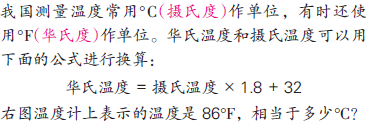 我国测量温度常用°C(摄氏度)作单位，有时还使
用°F(华氏度)作单位。华氏温度和摄氏温度可以用
下面的公式进行换算：
华氏温度 = 摄氏温度 × 1.8 + 32
右图温度计上表示的温度是 86°F，相当于多少°C?